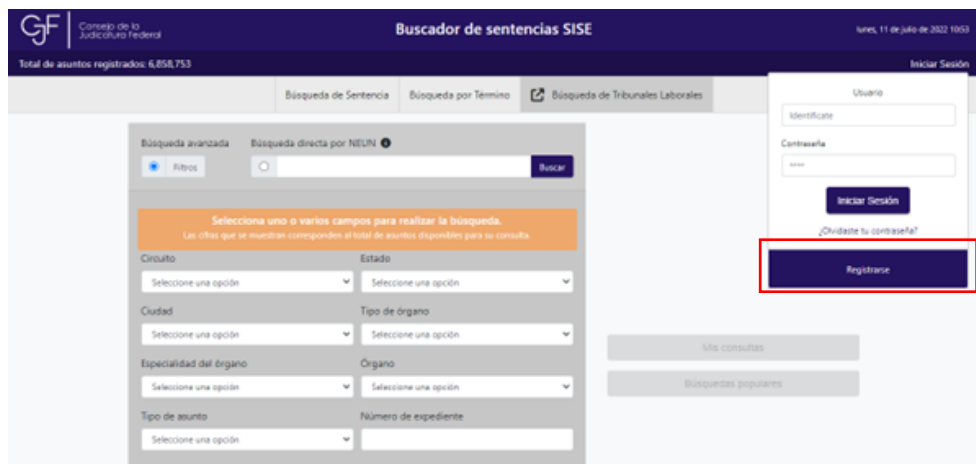 CJF
Consejo de la
Judicatura Federal
Buscador de sentencias SISE
lunes, 11 de julio de 2022 10:53
Total de asuntos registrados: 6,858,753
Iniciar Sesión
Búsqueda de Sentencia
Búsqueda por Término
Búsqueda de Tribunales Laborales
Usuario
Identifícate
Contraseña
****
Iniciar Sesión
¿Olvidaste tu contraseña?
Registrarse
Búsqueda avanzada
Búsqueda directa por NEUN
Filtros
Buscar
Selecciona uno o varios campos para realizar la búsqueda.
Las cifras que se muestran corresponden al total de asuntos disponibles para su consulta.
Circuito
Estado
Seleccione una opción
Seleccione una opción
Ciudad
Tipo de órgano
Seleccione una opción
Seleccione una opción
Especialidad del órgano
Órgano
Seleccione una opción
Seleccione una opción
Tipo de asunto
Número de expediente
Seleccione una opción
Mis consultas
Búsquedas populares